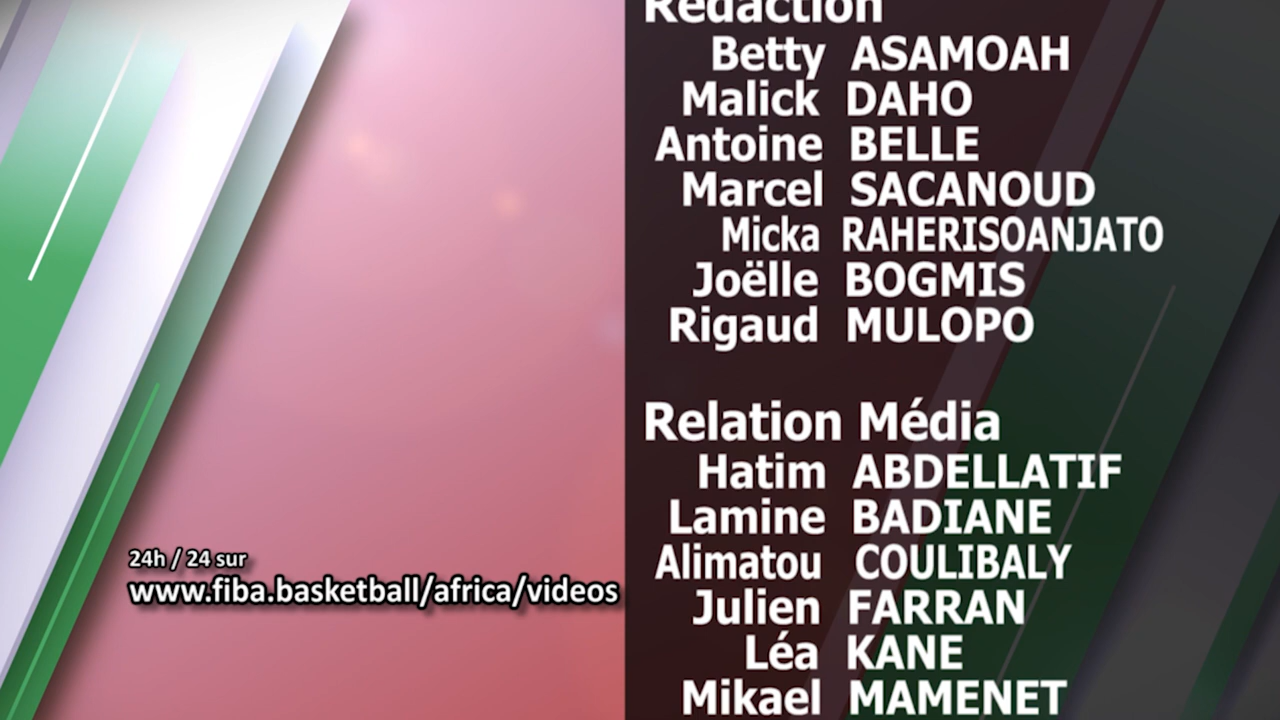 Rédaction
Betty ASAMOAH
Malick DAHO
Antoine BELLE
Marcel SACANOUD
Micka RAHERISOANJATO
Joëlle BOGMIS
Rigaud MULOPO
Relation Média
Hatim ABDELLATIF
Lamine BADIANE
Alimatou COULIBALY
Julien FARRAN
Léa KANE
Mikael MAMENET
24h / 24 sur
www.fiba.basketball/africa/videos